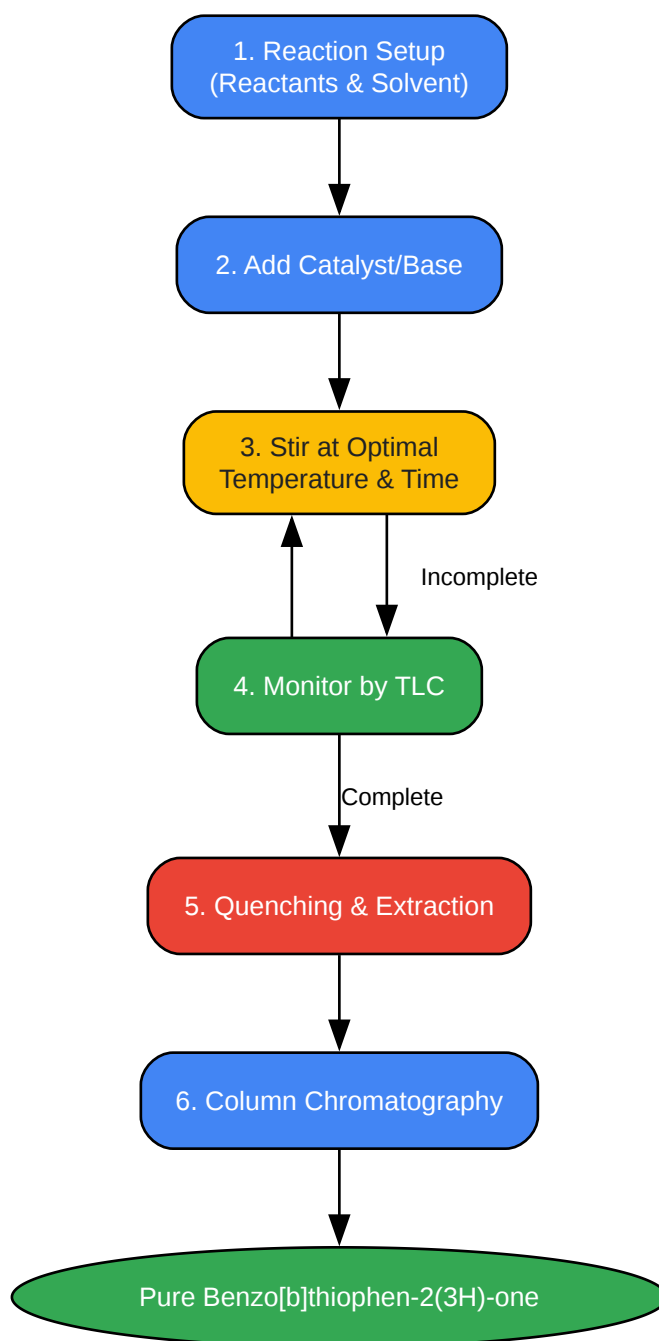 1. Reaction Setup
(Reactants & Solvent)
2. Add Catalyst/Base
3. Stir at Optimal
Temperature & Time
Incomplete
4. Monitor by TLC
Complete
5. Quenching & Extraction
6. Column Chromatography
Pure Benzo[b]thiophen-2(3H)-one